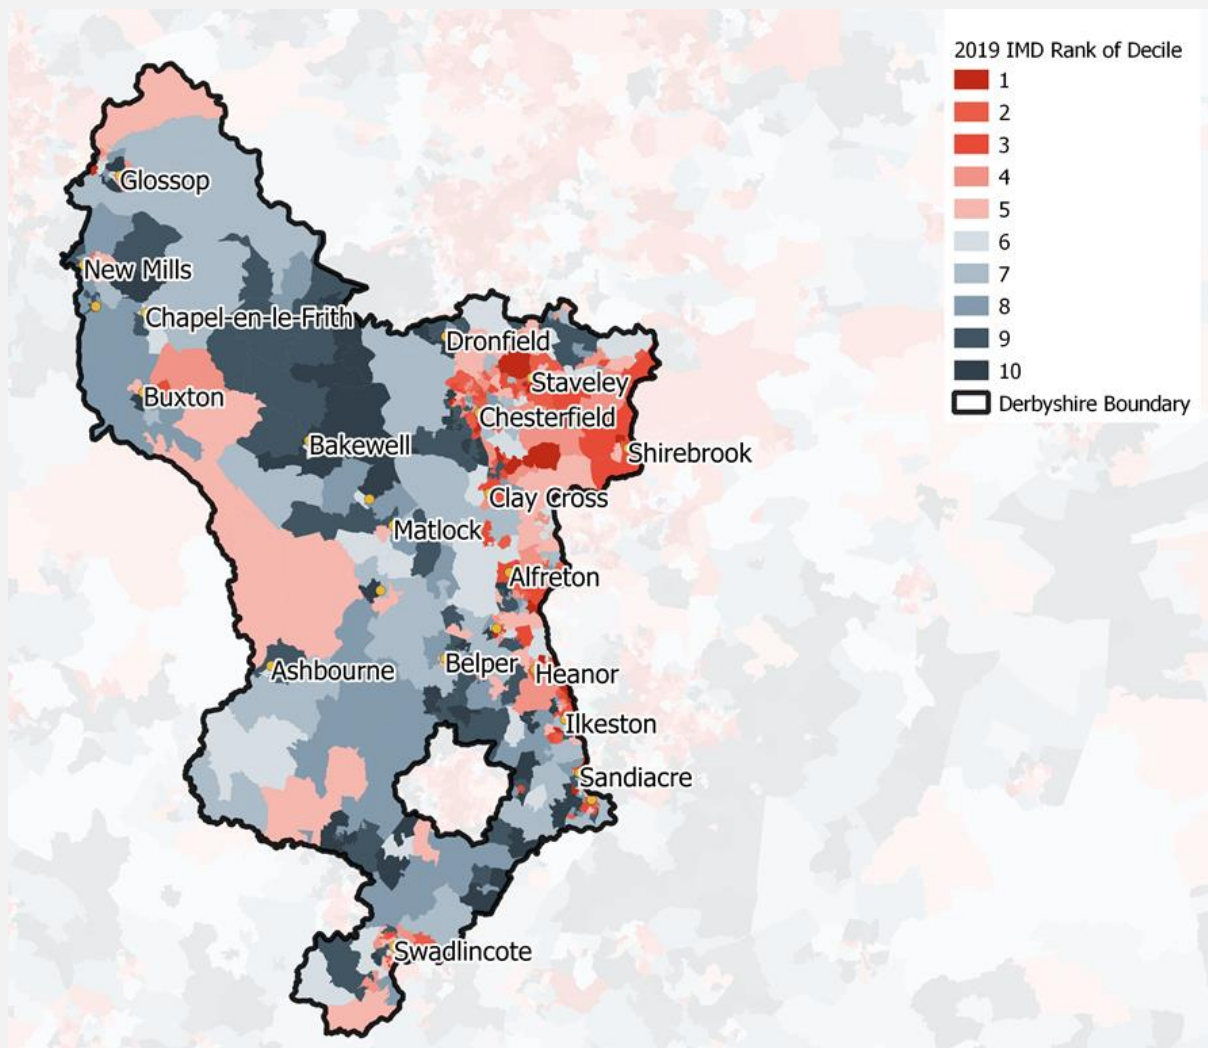 2019 IMD Rank of Decile
1
2
3
4
5
6
7
8
9
10
Derbyshire Boundary
Glossop
New Mills
Chapel-en-le-Frith
Dronfield
Staveley
Buxton
Chesterfield
Bakewell
Shirebrook
Clay Cross
Matlock
Alfreton
Belper
Ashbourne
Heanor
Ilkeston
Sandiacre
Swadlincote